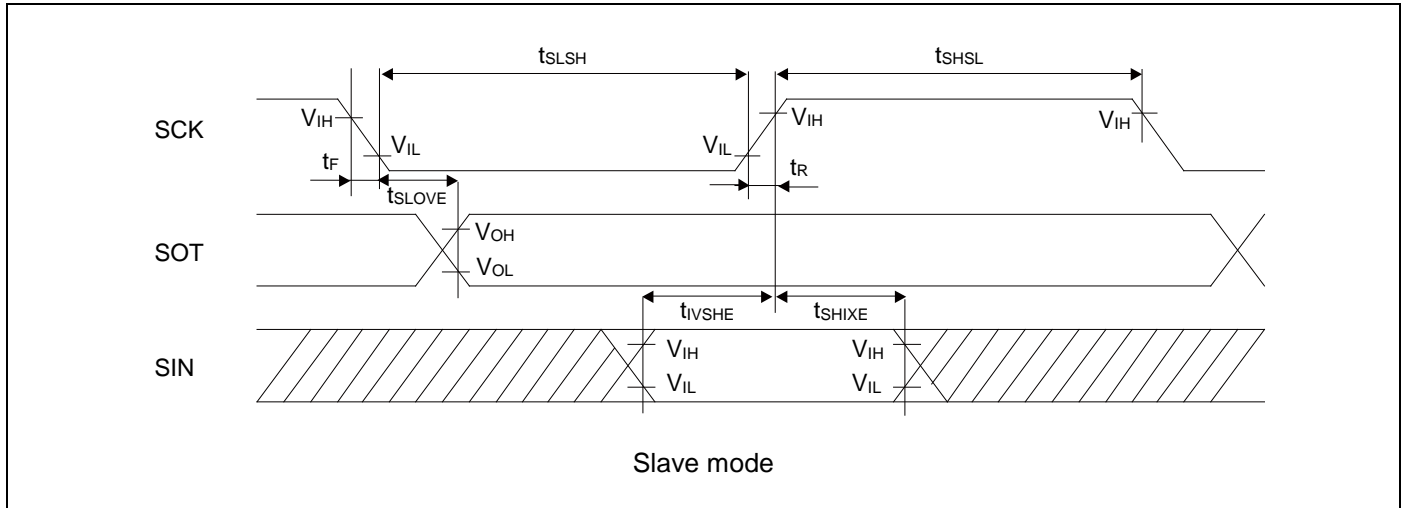 tSLSH
tSHSL
SCK
VIH
VIL
VIL
VIH
VIH
tF
tR
tSLOVE
SOT
VOH
VOL
tIVSHE
tSHIXE
SIN
VIH
VIL
VIH
VIL
Slave mode